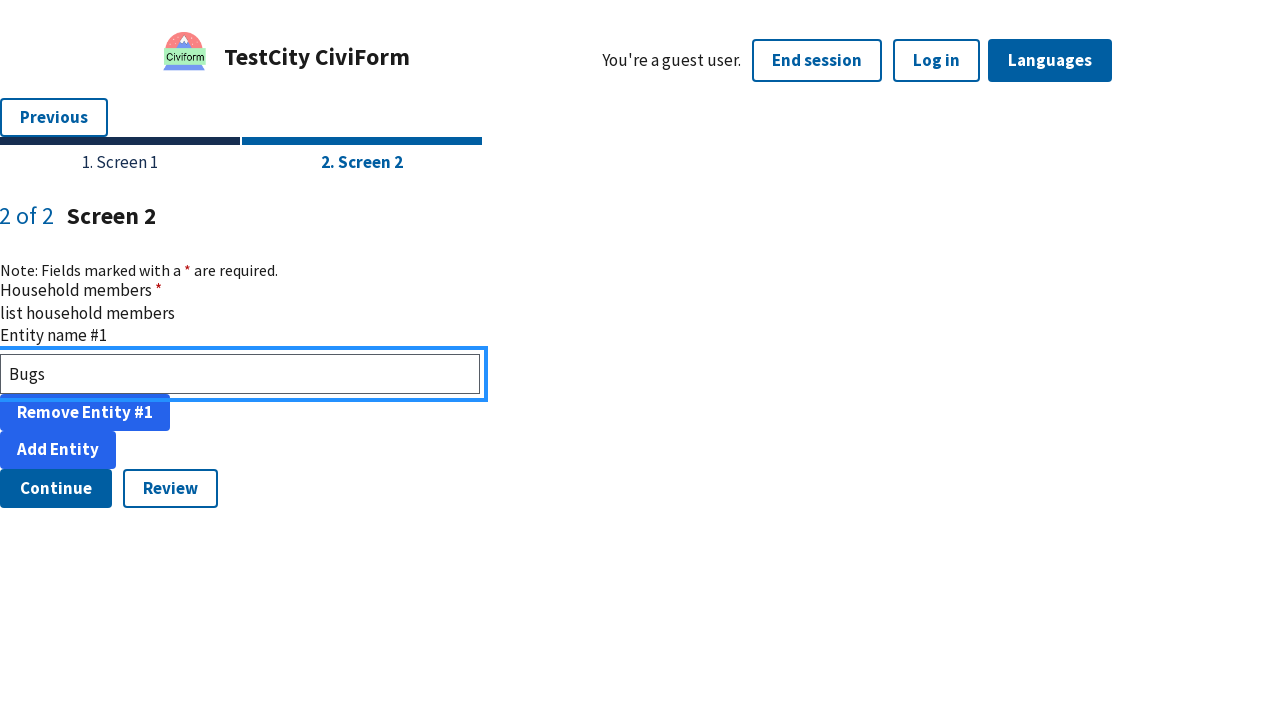 Civiform
TestCity CiviForm
You're a guest user.
End session
Log in
Languages
Previous
1. Screen 1
2. Screen 2
2 of 2 Screen 2
Note: Fields marked with a * are required.
Household members *
list household members
Entity name #1
Bugs
Remove Entity #1
Add Entity
Continue
Review